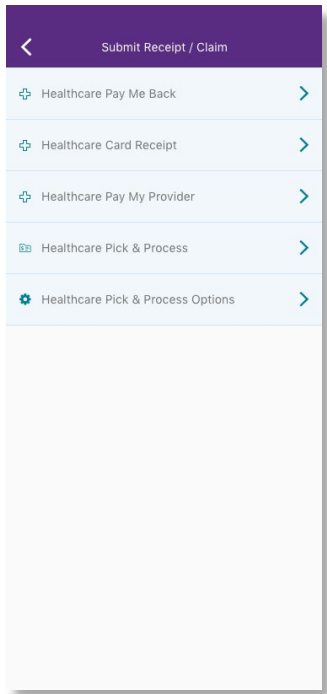 Submit Receipt / Claim
Healthcare Pay Me Back
Healthcare Card Receipt
Healthcare Pay My Provider
Healthcare Pick & Process
Healthcare Pick & Process Options